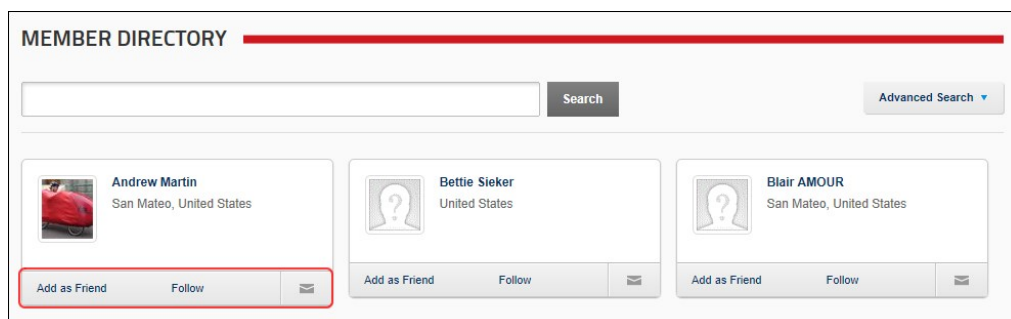 MEMBER DIRECTORY
Search
Advanced Search
Andrew Martin
San Mateo, United States
Add as Friend Follow
Bettie Sieker
United States
Add as Friend Follow
Blair AMOUR
San Mateo, United States
Add as Friend Follow